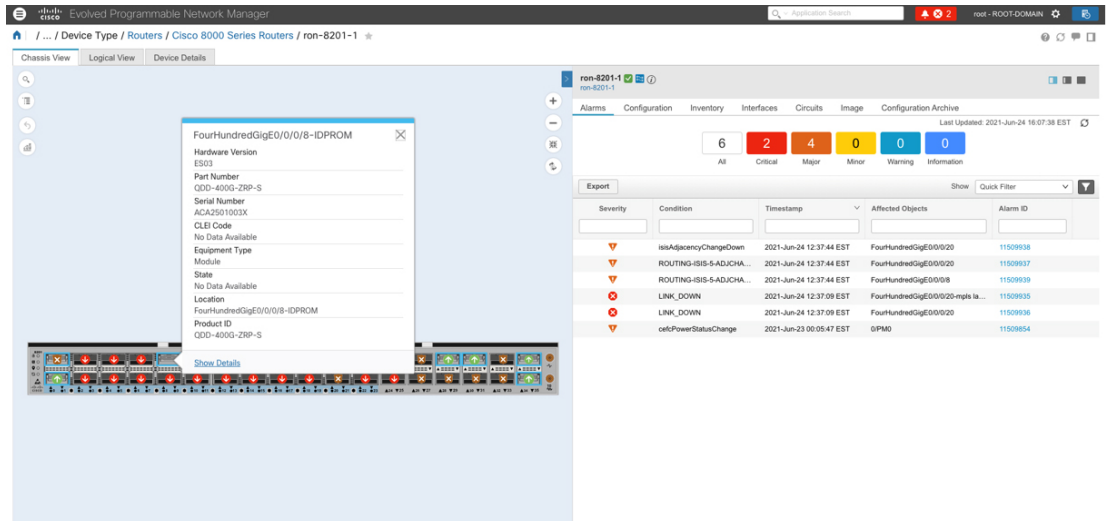 cisco Evolved Programmable Network Manager
Application Search
2
root - ROOT-DOMAIN
/ ... / Device Type / Routers / Cisco 8000 Series Routers / ron-8201-1
Chassis View Logical View Device Details
FourHundredGigE0/0/0/8-IDPROM
Hardware Version
ES03
Part Number
QDD-400G-ZRP-S
Serial Number
ACA2501003X
CLEI Code
No Data Available
Equipment Type
Module
State
No Data Available
Location
FourHundredGigE0/0/0/8-IDPROM
Product ID
QDD-400G-ZRP-S
Show Details
ron-8201-1
ron-8201-1
Alarms Configuration Inventory Interfaces Circuits Image Configuration Archive
Last Updated: 2021-Jun-24 16:07:38 EST
6 2 4 0 0 0
All Critical Major Minor Warning Information
Export Show Quick Filter
Severity Condition Timestamp Affected Objects Alarm ID
isisAdjacencyChangeDown 2021-Jun-24 12:37:44 EST FourHundredGigE0/0/0/20 11509938
ROUTING-ISIS-5-ADJCHA... 2021-Jun-24 12:37:44 EST FourHundredGigE0/0/0/20 11509937
ROUTING-ISIS-5-ADJCHA... 2021-Jun-24 12:37:44 EST FourHundredGigE0/0/0/8 11509939
LINK_DOWN 2021-Jun-24 12:37:09 EST FourHundredGigE0/0/0/20-mpls la... 11509935
LINK_DOWN 2021-Jun-24 12:37:09 EST FourHundredGigE0/0/0/20 11509936
cefcPowerStatusChange 2021-Jun-23 00:05:47 EST 0/PM0 11509854